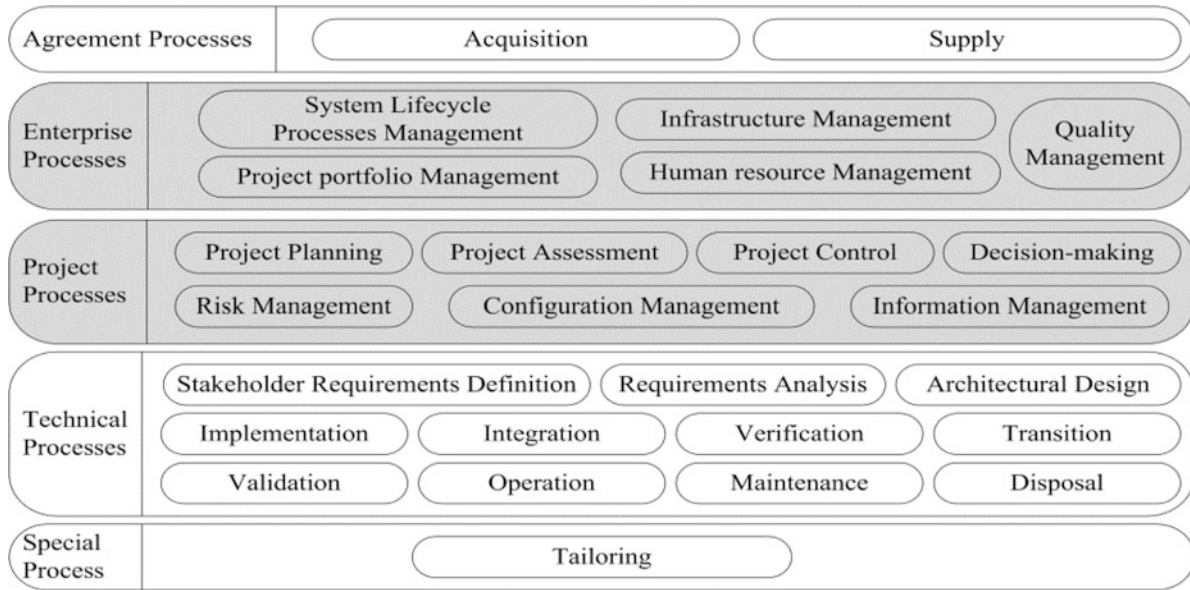 Agreement Processes
Acquisition
Supply
Enterprise
Processes
System Lifecycle
Processes Management
Infrastructure Management
Quality
Management
Project portfolio Management
Human resource Management
Project
Processes
Project Planning
Project Assessment
Project Control
Decision-making
Risk Management
Configuration Management
Information Management
Technical
Processes
Stakeholder Requirements Definition
Requirements Analysis
Architectural Design
Implementation
Integration
Verification
Transition
Validation
Operation
Maintenance
Disposal
Special
Process
Tailoring